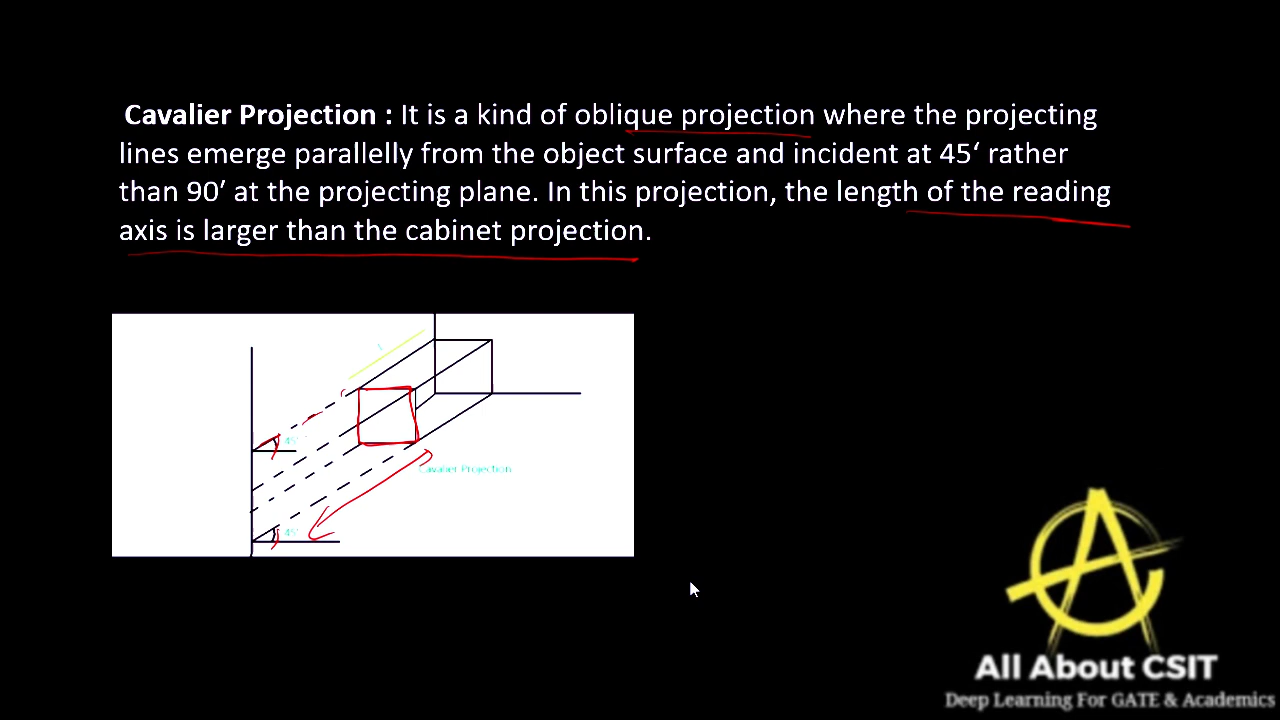 Cavalier Projection : It is a kind of oblique projection where the projecting
lines emerge parallelly from the object surface and incident at 45‘ rather
than 90’ at the projecting plane. In this projection, the length of the reading
axis is larger than the cabinet projection.
45°
Cavalier Projection
45°
All About CSIT
Deep Learning For GATE & Academics